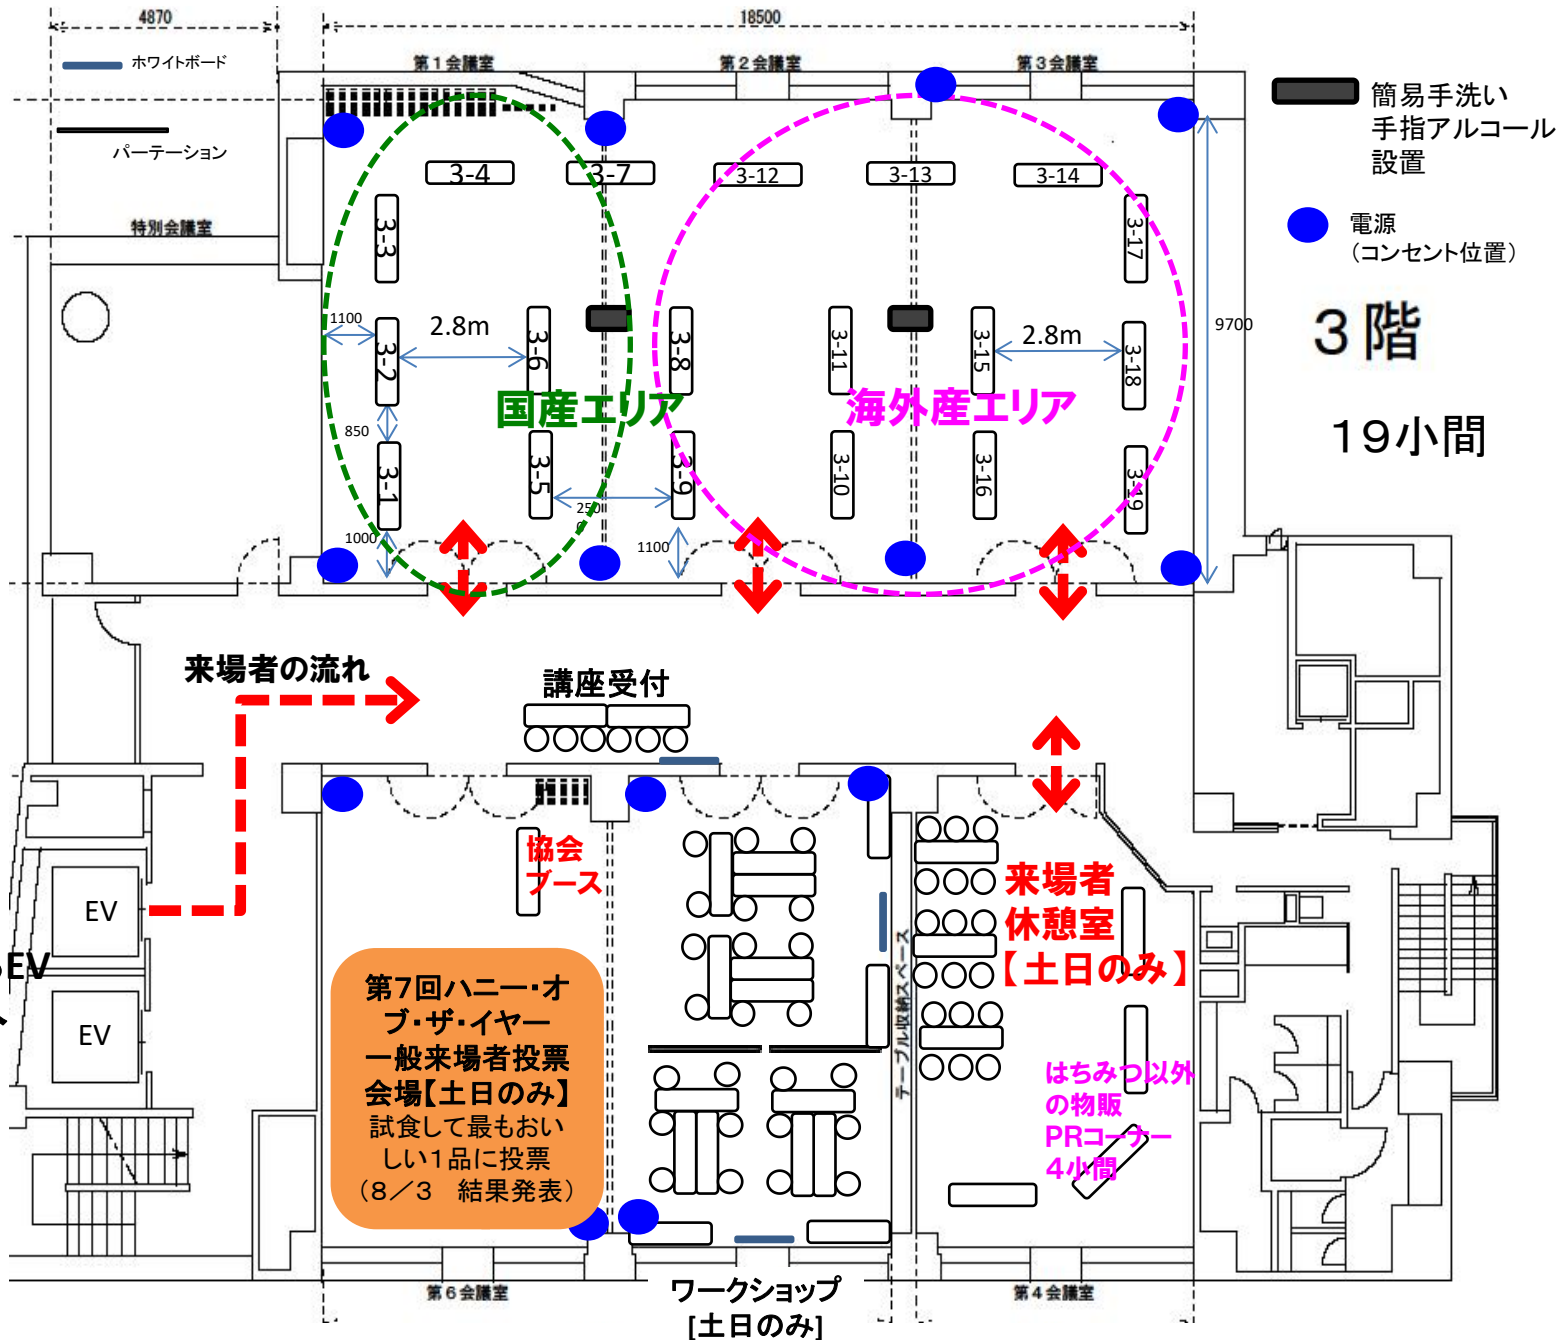 4870
18500
ホワイトボード
パーテーション
第1会議室
第2会議室
第3会議室
特別会議室
簡易手洗い
手指アルコール
設置
電源
（コンセント位置）
３階
１９小間
3-4
3-7
3-12
3-13
3-14
3-3
3-17
1100
2.8m
3-2
3-6
3-8
3-11
3-15
2.8m
3-18
9700
国産エリア
海外産エリア
850
3-1
3-5
3-9
3-10
3-16
3-19
1000
1100
来場者の流れ
講座受付
EV
EV
EV
協会
ブース
第７回ハニー・オ
ブ・ザ・イヤー
一般来場者投票
会場【土日のみ】
試食して最もおい
しい１品に投票
（８／３　結果発表）
テーブル収納スペース
来場者
休憩室
【土日のみ】
はちみつ以外
の物販
PRコーナー
４小間
第6会議室
ワークショップ
[土日のみ]
第4会議室